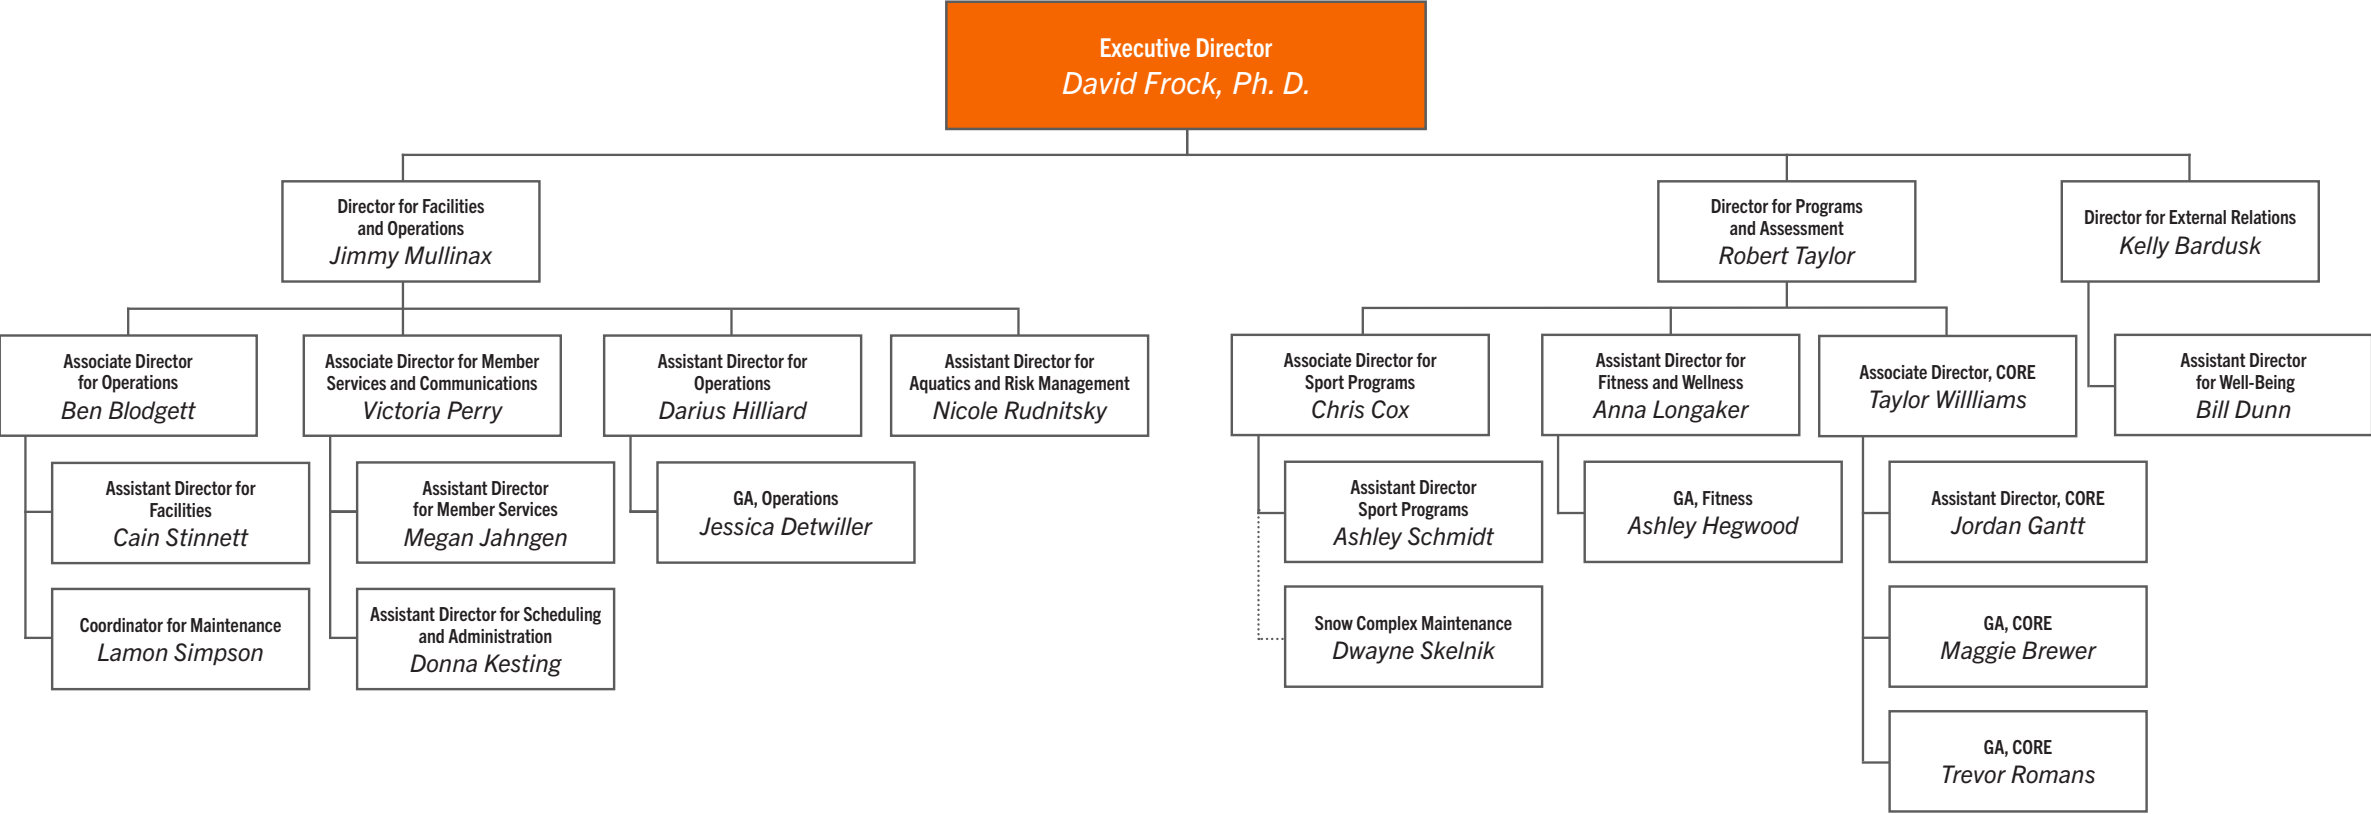 Executive Director
David Frock, Ph. D.
Director for Facilities
and Operations
Jimmy Mullinax
Director for Programs
and Assessment
Robert Taylor
Director for External Relations
Kelly Bardusk
Associate Director
for Operations
Ben Blodgett
Associate Director for Member
Services and Communications
Victoria Perry
Assistant Director for
Operations
Darius Hilliard
Assistant Director for
Aquatics and Risk Management
Nicole Rudnitsky
Associate Director for
Sport Programs
Chris Cox
Assistant Director for
Fitness and Wellness
Anna Longaker
Associate Director, CORE
Taylor Willliams
Assistant Director
for Well-Being
Bill Dunn
Assistant Director for
Facilities
Cain Stinnett
Assistant Director
for Member Services
Megan Jahngen
GA, Operations
Jessica Detwiller
Assistant Director
Sport Programs
Ashley Schmidt
GA, Fitness
Ashley Hegwood
Assistant Director, CORE
Jordan Gantt
Coordinator for Maintenance
Lamon Simpson
Assistant Director for Scheduling
and Administration
Donna Kesting
Snow Complex Maintenance
Dwayne Skelnik
GA, CORE
Maggie Brewer
GA, CORE
Trevor Romans